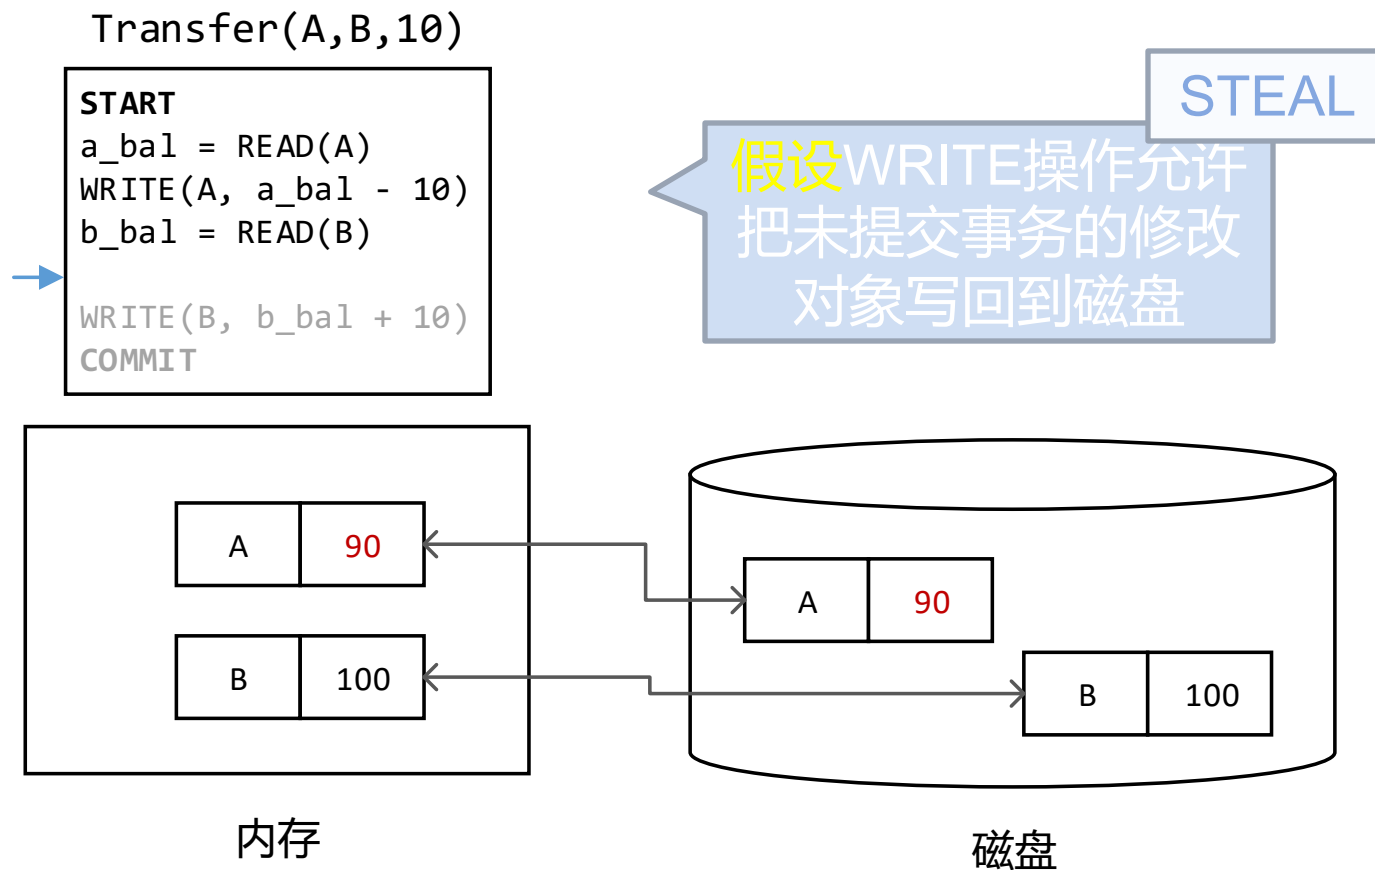 Transfer(A,B,10)
START
a_bal = READ(A)
WRITE(A, a_bal - 10)
b_bal = READ(B)
WRITE(B, b_bal + 10)
COMMIT
STEAL
假设WRITE操作允许
把未提交事务的修改
对象写回到磁盘
A 90
B 100
内存
A 90
B 100
磁盘